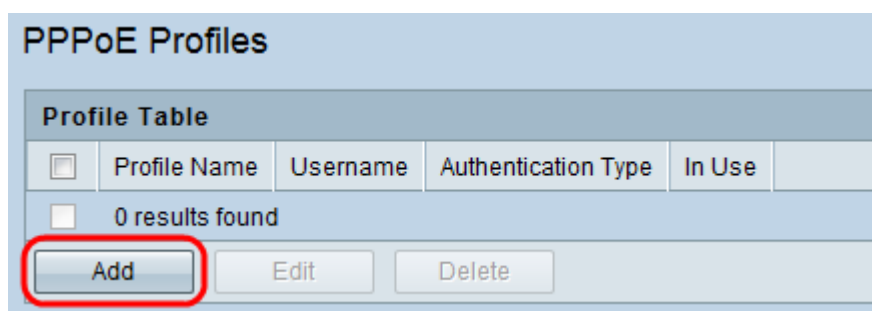 PPPoE Profiles
Profile Table
Profile Name Username Authentication Type In Use
0 results found
Add Edit Delete